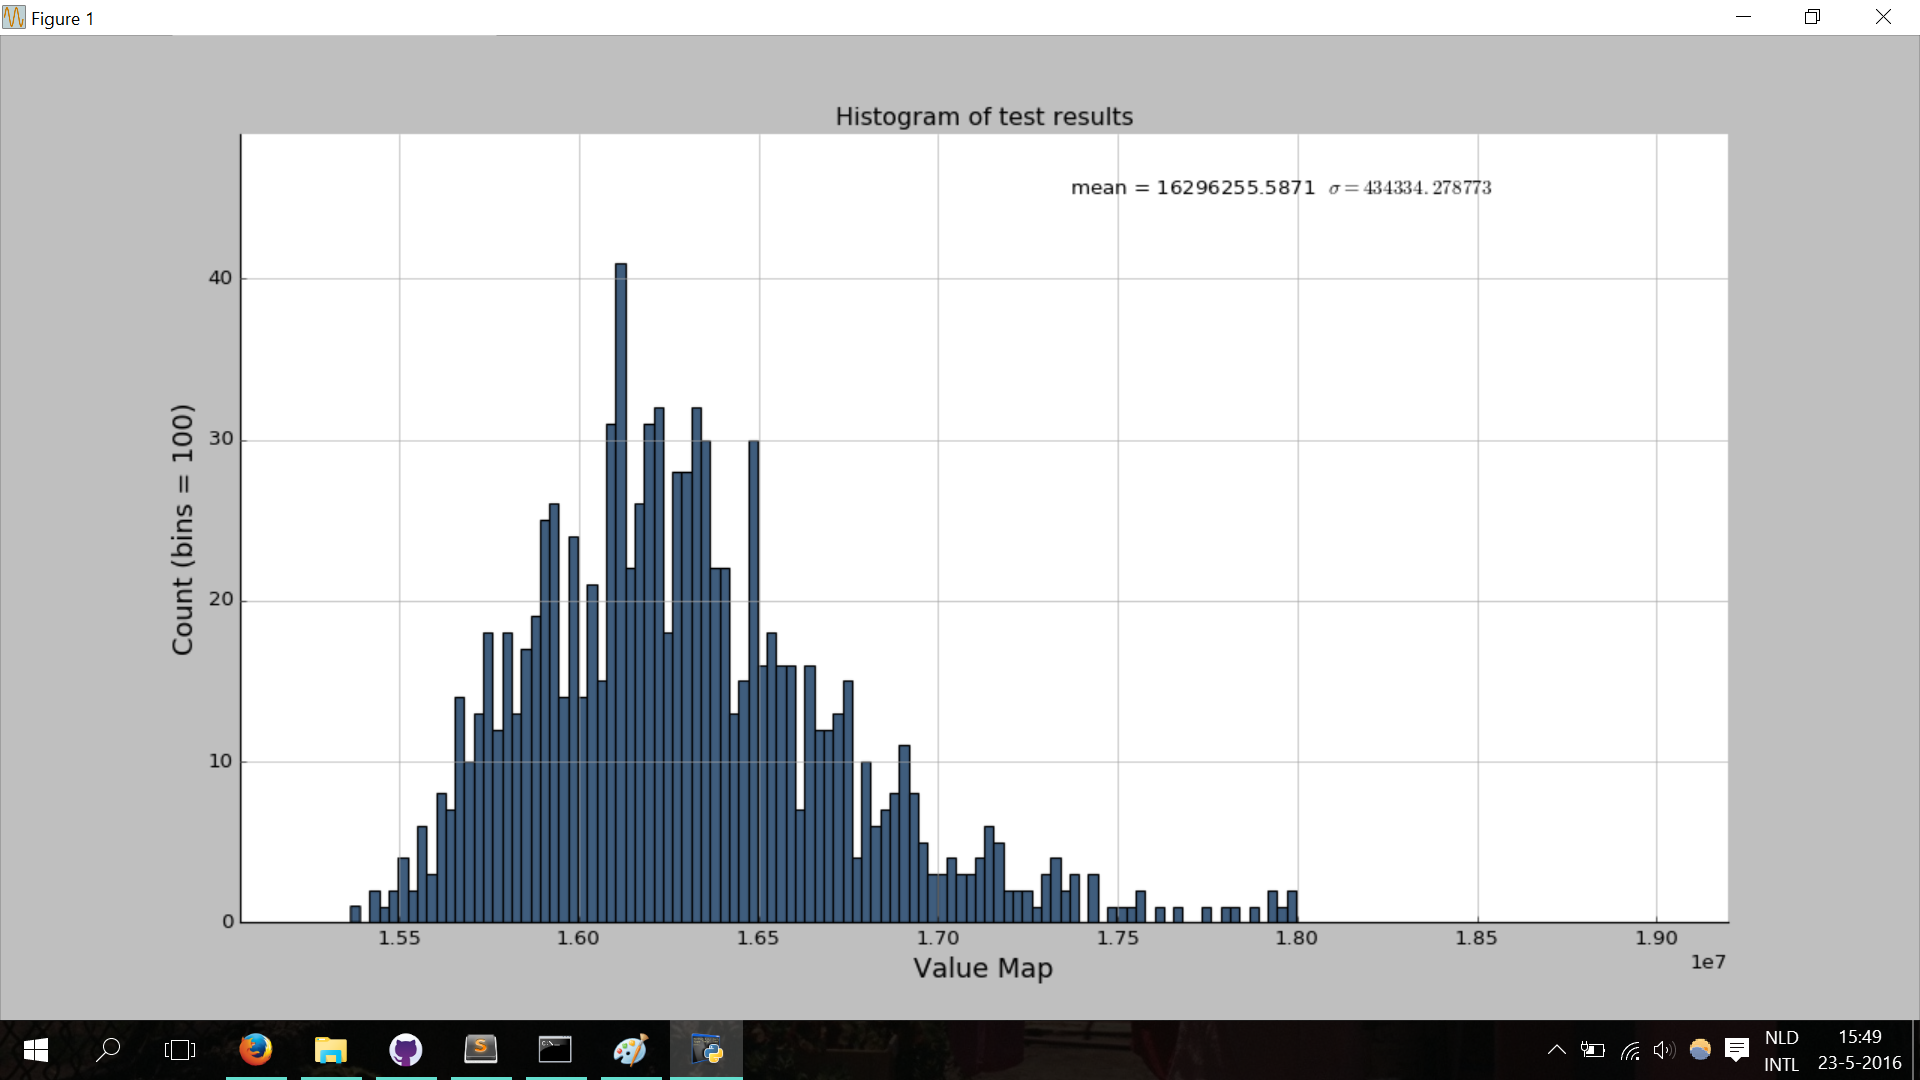 Figure 1
Histogram of test results
mean = 16296255.5871 σ = 434334.278773
40
30
20
10
0
Count (bins = 100)
1.55 1.60 1.65 1.70 1.75 1.80 1.85 1.90
1e7
Value Map
S
C:\_
NLD 15:49
INTL 23-5-2016